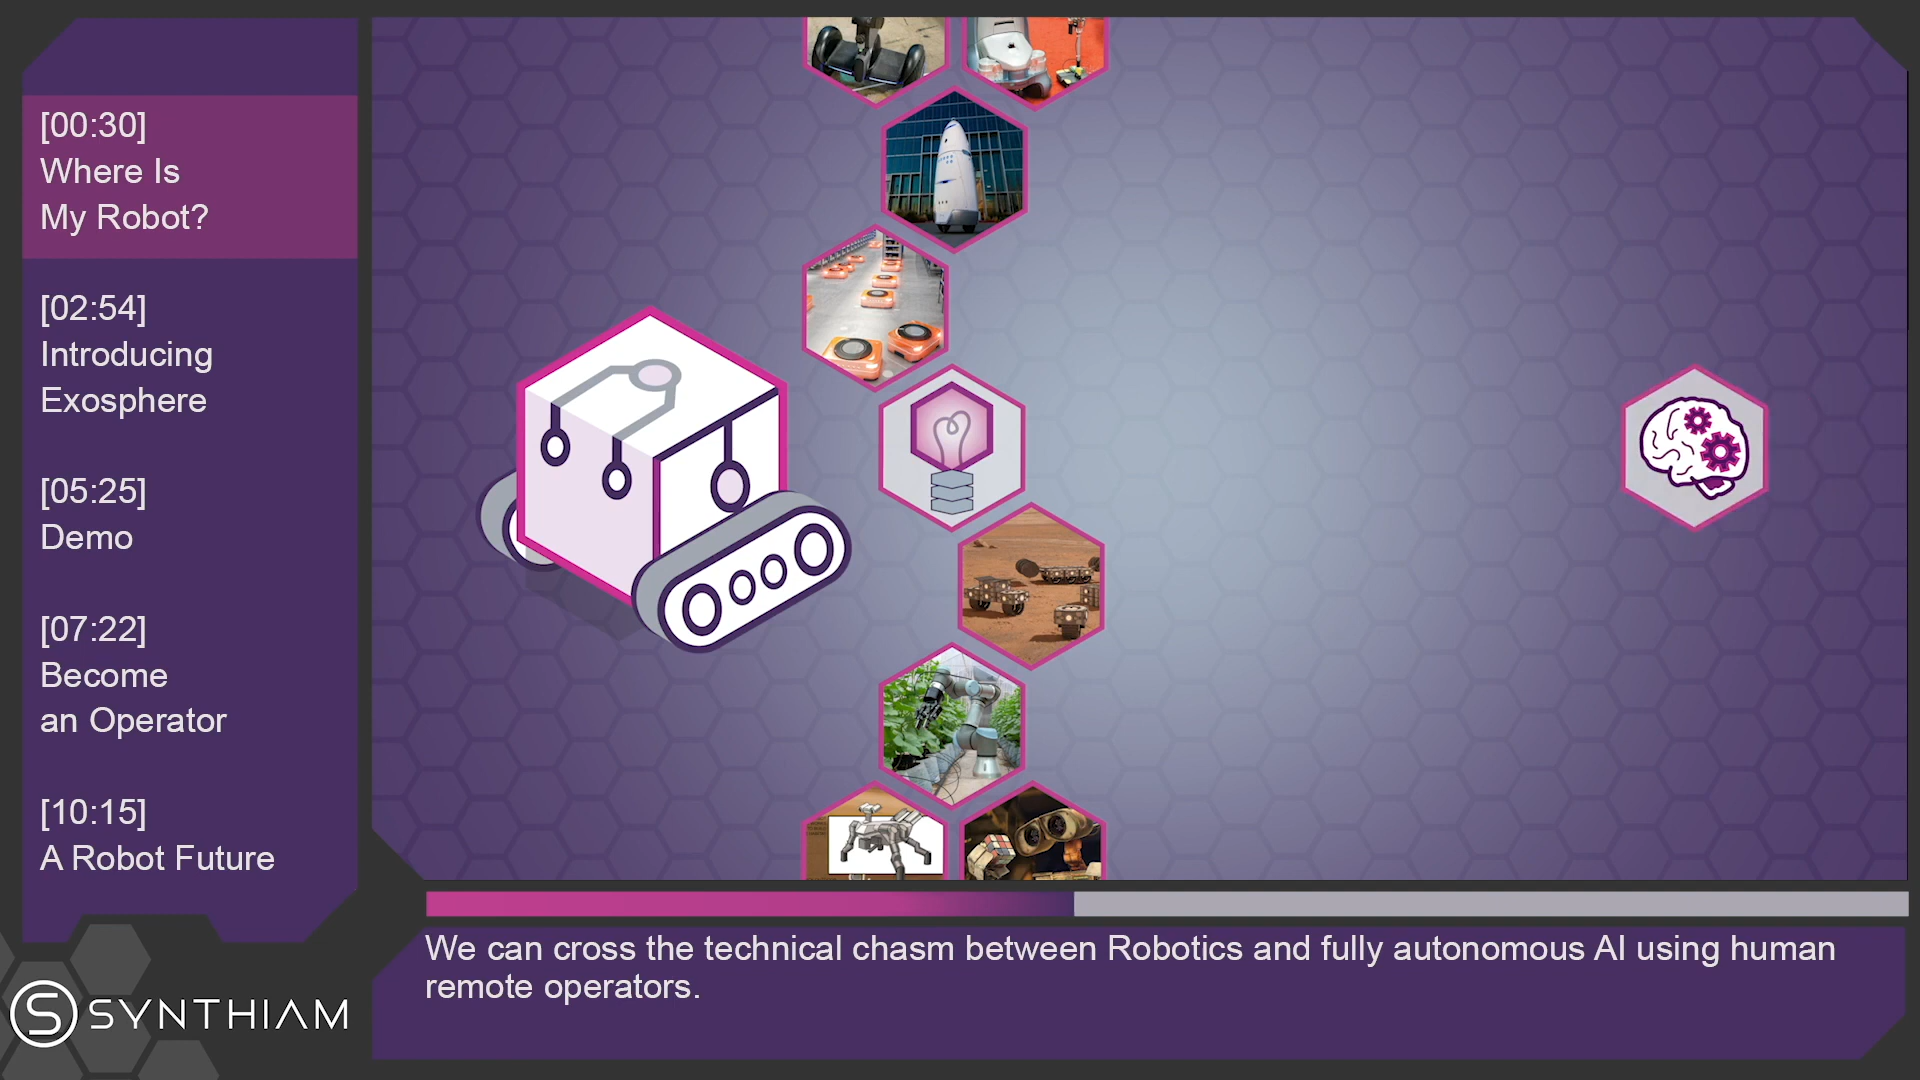 [00:30]
Where Is
My Robot?
[02:54]
Introducing
Exosphere
[05:25]
Demo
[07:22]
Become
an Operator
[10:15]
A Robot Future
SYNTHIAM
We can cross the technical chasm between Robotics and fully autonomous AI using human
remote operators.